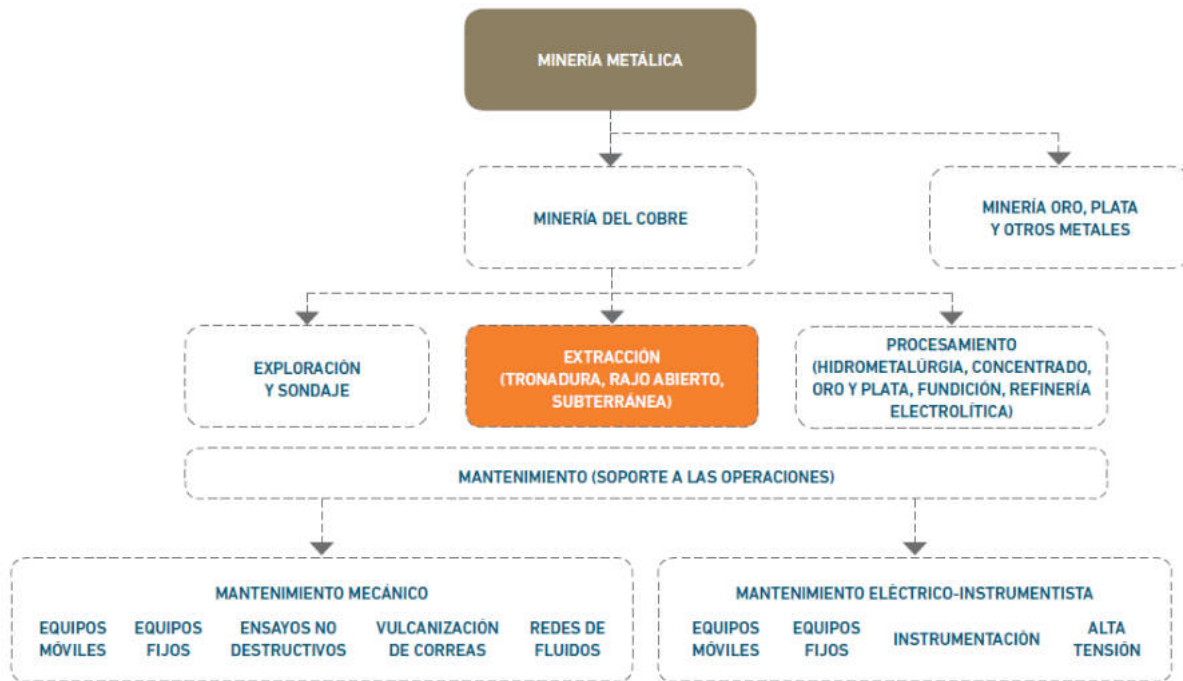 MINERÍA METÁLICA
MINERÍA DEL COBRE
MINERÍA ORO, PLATA
Y OTROS METALES
EXPLORACIÓN
Y SONDAJE
EXTRACCIÓN
(TRONADURA, RAJO ABIERTO,
SUBTERRÁNEA)
PROCESAMIENTO
(HIDROMETALÚRGIA, CONCENTRADO,
ORO Y PLATA, FUNDICIÓN, REFINERÍA
ELECTROLÍTICA)
MANTENIMIENTO (SOPORTE A LAS OPERACIONES)
MANTENIMIENTO MECÁNICO
EQUIPOS
MÓVILES
EQUIPOS
FIJOS
ENSAYOS NO
DESTRUCTIVOS
VULCANIZACIÓN
DE CORREAS
REDES DE
FLUIDOS
MANTENIMIENTO ELÉCTRICO-INSTRUMENTISTA
EQUIPOS
MÓVILES
EQUIPOS
FIJOS
INSTRUMENTACIÓN
ALTA
TENSIÓN